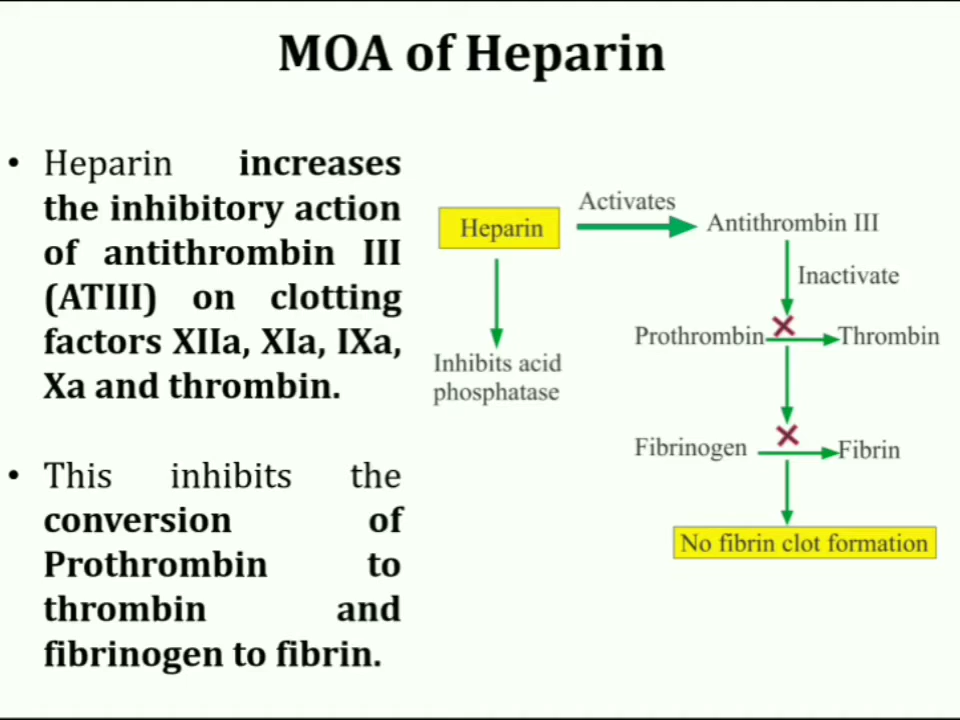 MOA of Heparin
• Heparin increases
the inhibitory action
of antithrombin III
(ATIII) on clotting
factors XIIa, XIa, IXa,
Xa and thrombin.
• This inhibits the
conversion of
Prothrombin to
thrombin and
fibrinogen to fibrin.
Activates
Heparin
Antithrombin III
Inactivate
Prothrombin
Thrombin
Inhibits acid
phosphatase
Fibrinogen
Fibrin
No fibrin clot formation